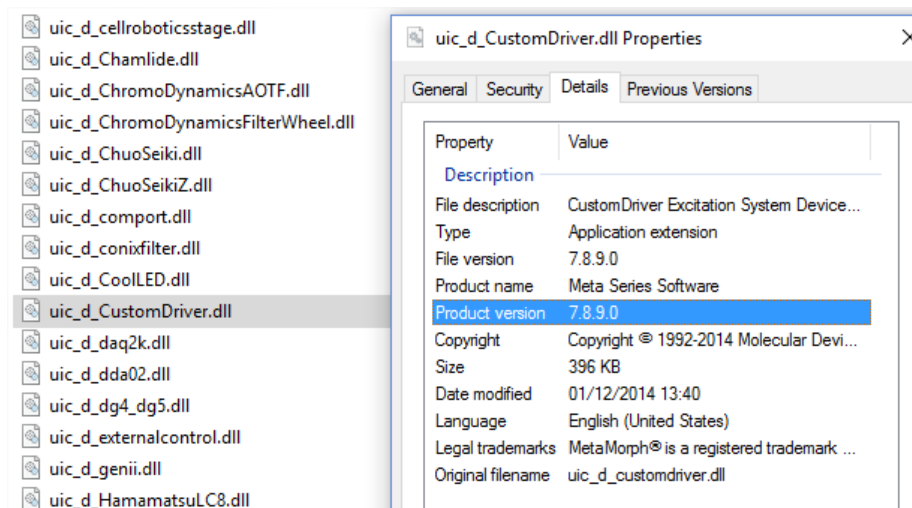 uic_d_cellroboticsstage.dll
uic_d_Chamlide.dll
uic_d_ChromoDynamicsAOTF.dll
uic_d_ChromoDynamicsFilterWheel.dll
uic_d_ChuoSeiki.dll
uic_d_ChuoSeikiZ.dll
uic_d_comport.dll
uic_d_conixfilter.dll
uic_d_CoolLED.dll
uic_d_CustomDriver.dll
uic_d_daq2k.dll
uic_d_dda02.dll
uic_d_dg4_dg5.dll
uic_d_externalcontrol.dll
uic_d_genii.dll
uic_d_HamamatsuLC8.dll
uic_d_CustomDriver.dll Properties
General Security Details Previous Versions
Property Value
Description
File description CustomDriver Excitation System Device...
Type Application extension
File version 7.8.9.0
Product name Meta Series Software
Product version 7.8.9.0
Copyright Copyright © 1992-2014 Molecular Devi...
Size 396 KB
Date modified 01/12/2014 13:40
Language English (United States)
Legal trademarks MetaMorph® is a registered trademark ...
Original filename uic_d_customdriver.dll